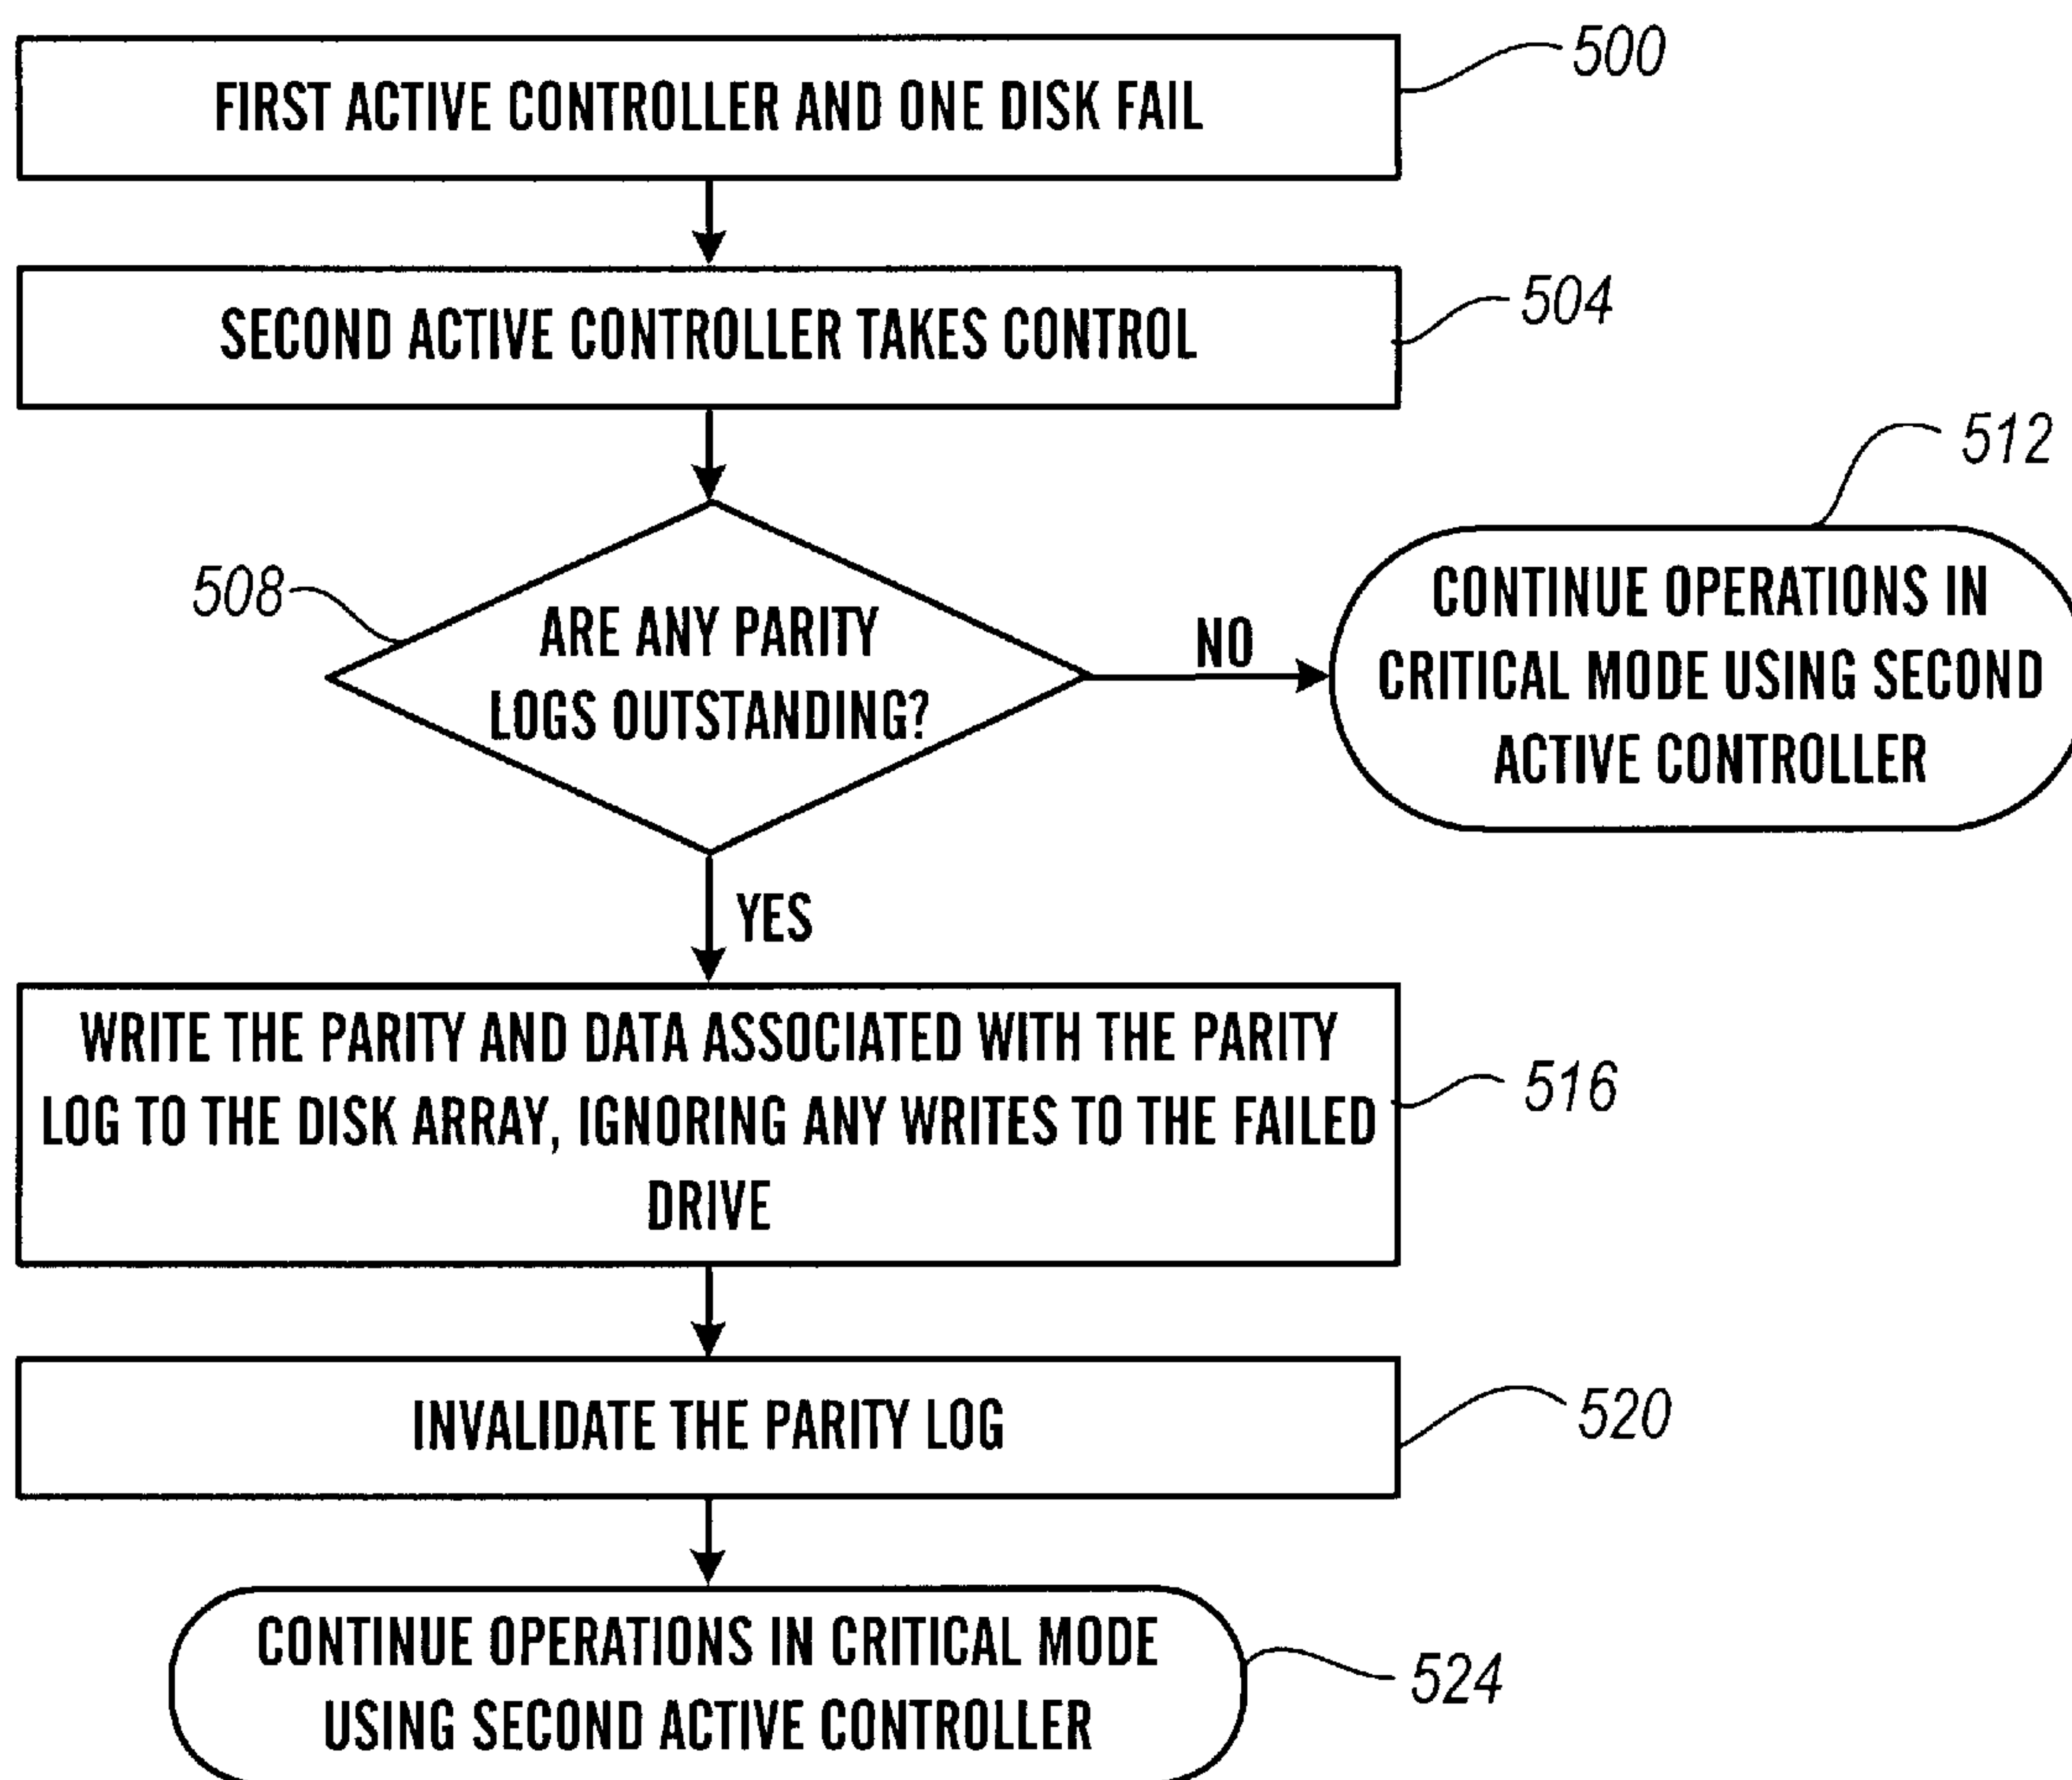 500
FIRST ACTIVE CONTROLLER AND ONE DISK FAIL
504
SECOND ACTIVE CONTROLLER TAKES CONTROL
512
508
ARE ANY PARITY
LOGS OUTSTANDING?
NO
CONTINUE OPERATIONS IN
CRITICAL MODE USING SECOND
ACTIVE CONTROLLER
YES
WRITE THE PARITY AND DATA ASSOCIATED WITH THE PARITY
LOG TO THE DISK ARRAY, IGNORING ANY WRITES TO THE FAILED
DRIVE
516
INVALIDATE THE PARITY LOG
520
CONTINUE OPERATIONS IN CRITICAL MODE
USING SECOND ACTIVE CONTROLLER
524